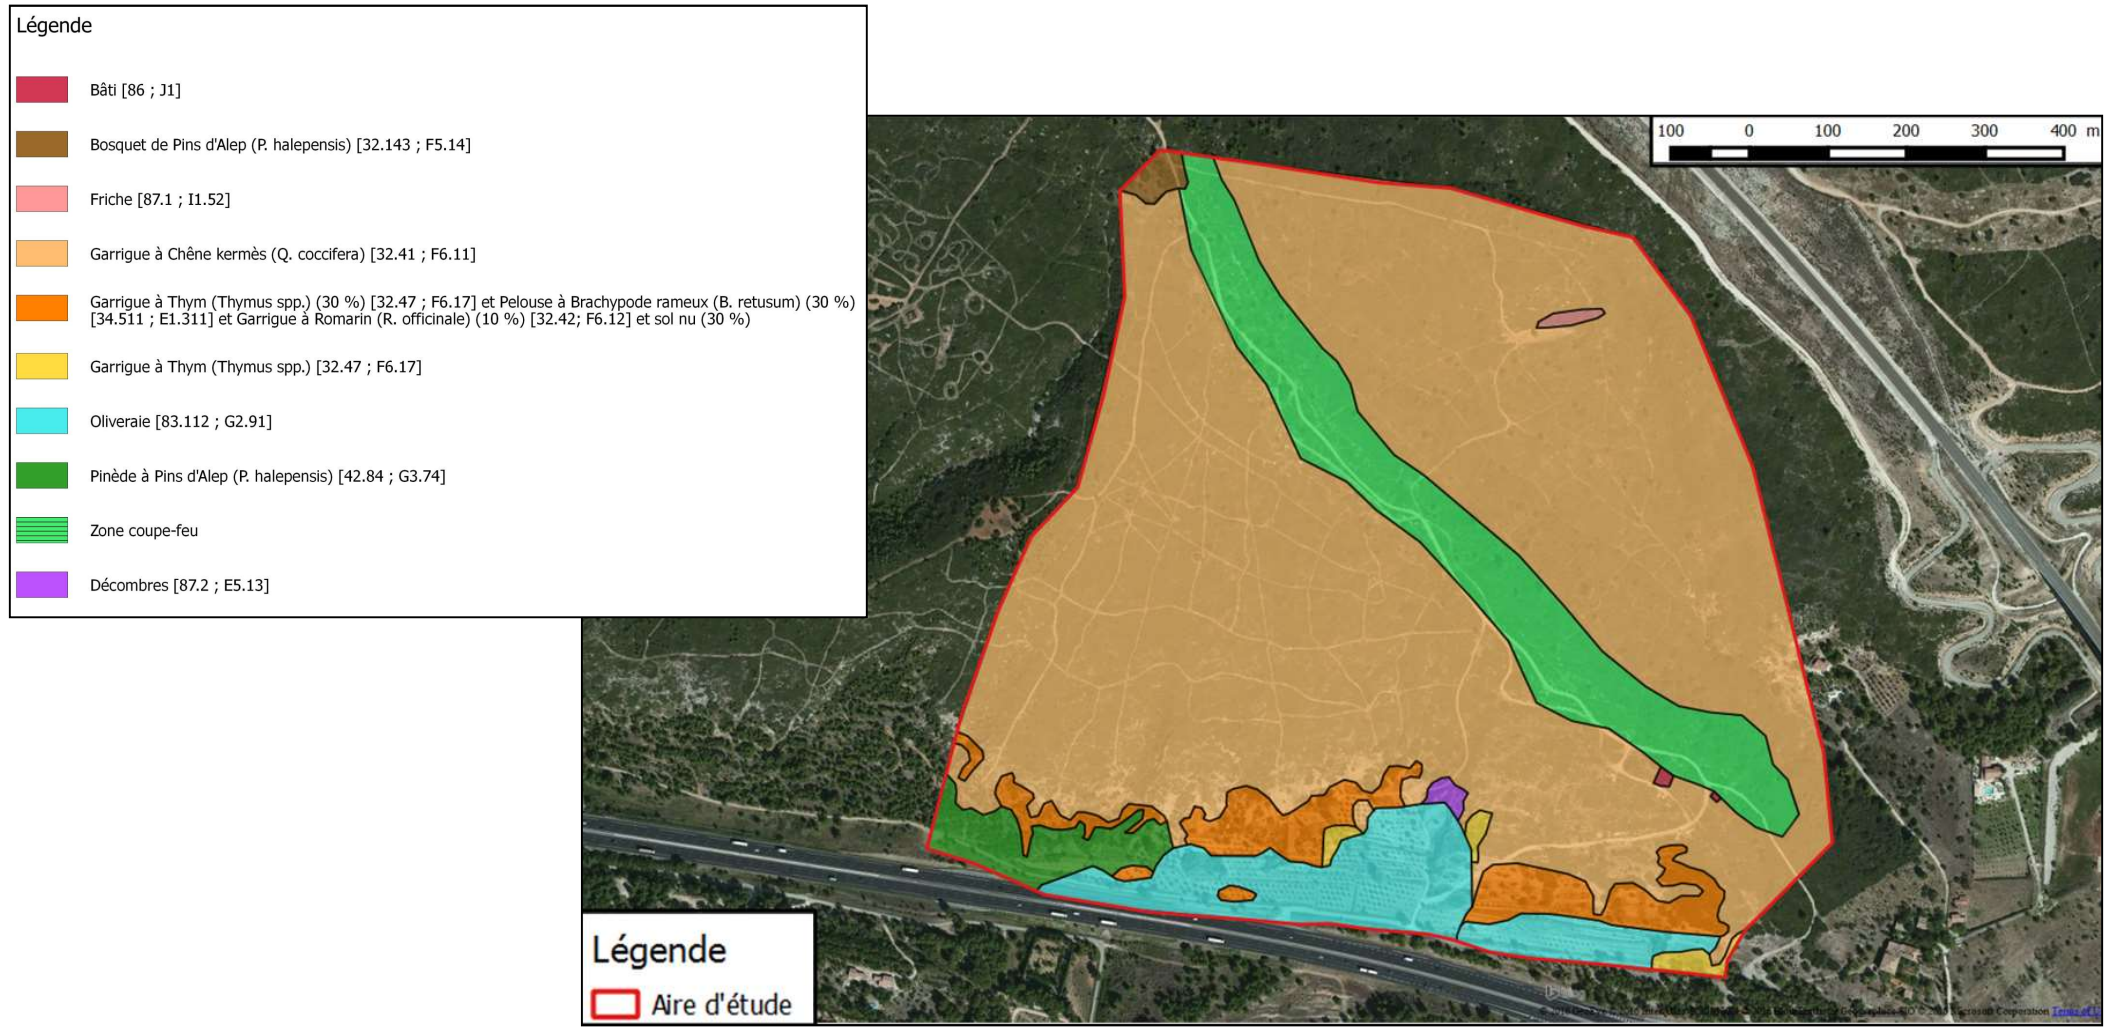 Légende
Bâti [86 ; J1]
Bosquet de Pins d'Alep (P. halepensis) [32.143 ; F5.14]
Friche [87.1 ; I1.52]
Garrigue à Chêne kermès (Q. coccifera) [32.41 ; F6.11]
Garrigue à Thym (Thymus spp.) (30 %) [32.47 ; F6.17] et Pelouse à Brachypode rameux (B. retusum) (30 %)
[34.511 ; E1.311] et Garrigue à Romarin (R. officinale) (10 %) [32.42; F6.12] et sol nu (30 %)
Garrigue à Thym (Thymus spp.) [32.47 ; F6.17]
Oliveraie [83.112 ; G2.91]
Pinède à Pins d'Alep (P. halepensis) [42.84 ; G3.74]
Zone coupe-feu
Décombres [87.2 ; E5.13]
100 0 100 200 300 400 m
Légende
Aire d'étude
Corporation Terms of